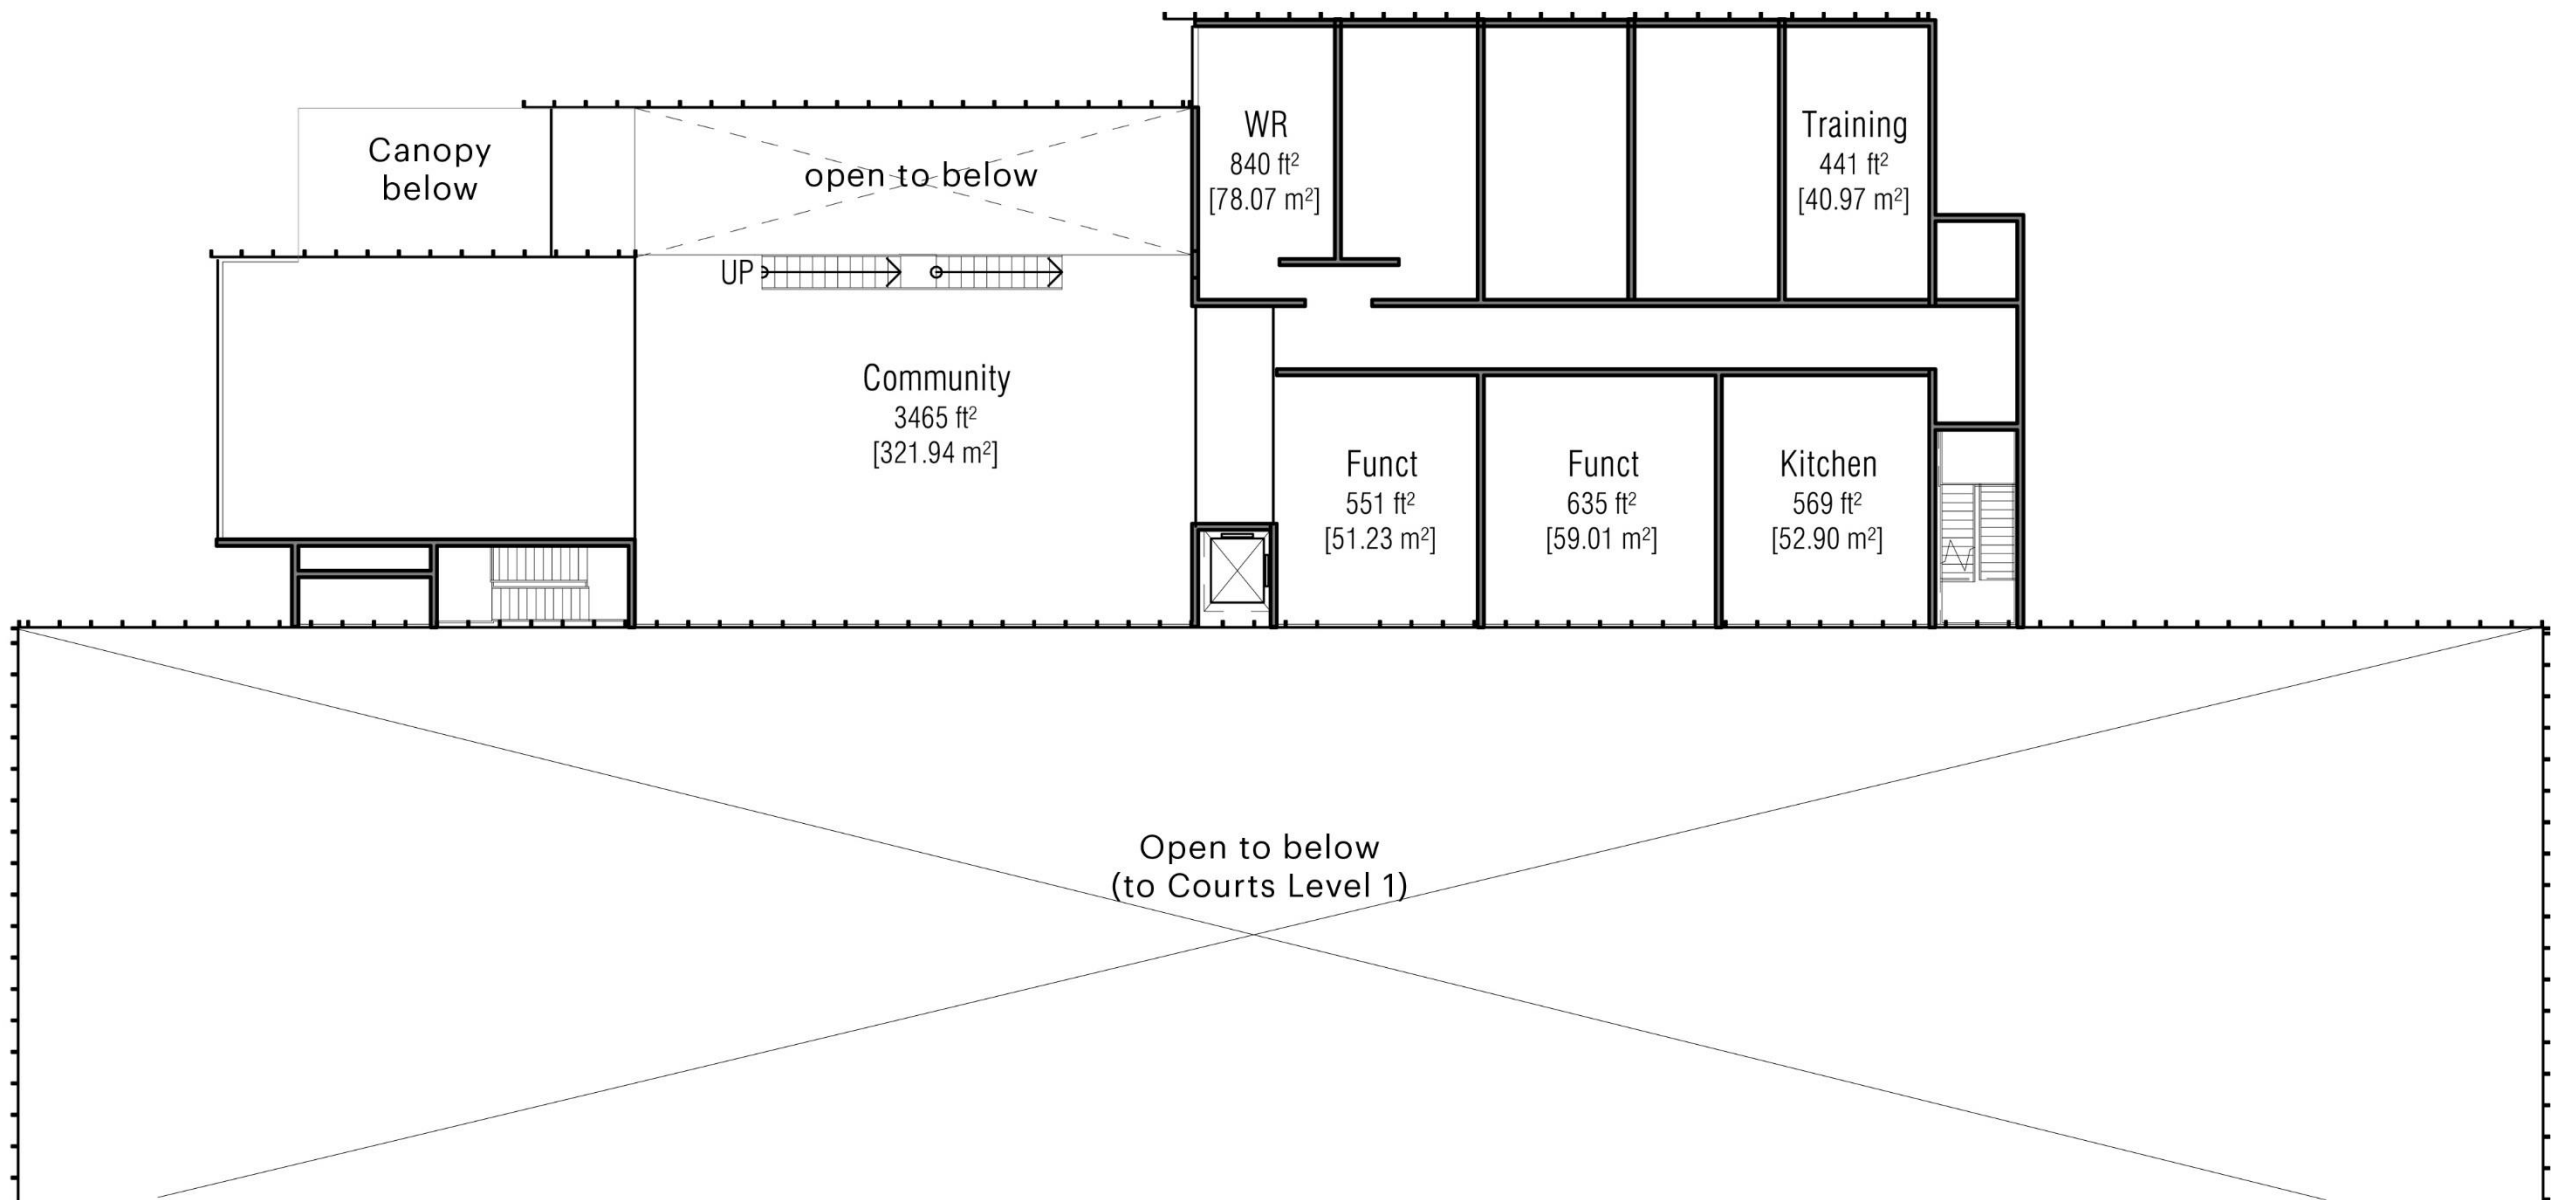 Canopy
below
open to below
WR
840 ft²
[78.07 m²]
Training
441 ft²
[40.97 m²]
UP
Community
3465 ft²
[321.94 m²]
Funct
551 ft²
[51.23 m²]
Funct
635 ft²
[59.01 m²]
Kitchen
569 ft²
[52.90 m²]
Open to below
(to Courts Level 1)